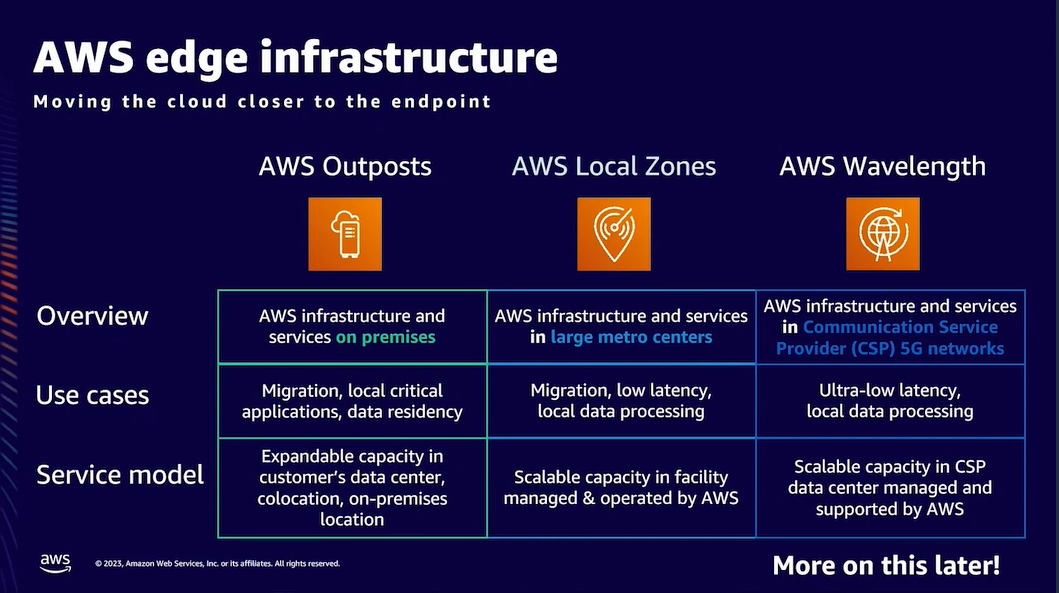 AWS edge infrastructure
Moving the cloud closer to the endpoint
AWS Outposts
AWS Local Zones
AWS Wavelength
Overview
AWS infrastructure and
services on premises
AWS infrastructure and services
in large metro centers
AWS infrastructure and services
in Communication Service
Provider (CSP) 5G networks
Use cases
Migration, local critical
applications, data residency
Migration, low latency,
local data processing
Ultra-low latency,
local data processing
Service model
Expandable capacity in
customer's data center,
colocation, on-premises
location
Scalable capacity in facility
managed & operated by AWS
Scalable capacity in CSP
data center managed and
supported by AWS
aws
© 2023, Amazon Web Services, Inc. or its affiliates. All rights reserved.
More on this later!